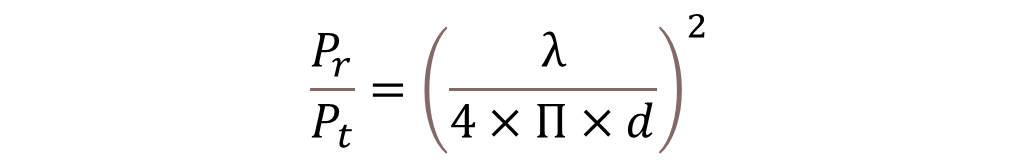 P_r / P_t = (λ / 4 × Π × d)^2